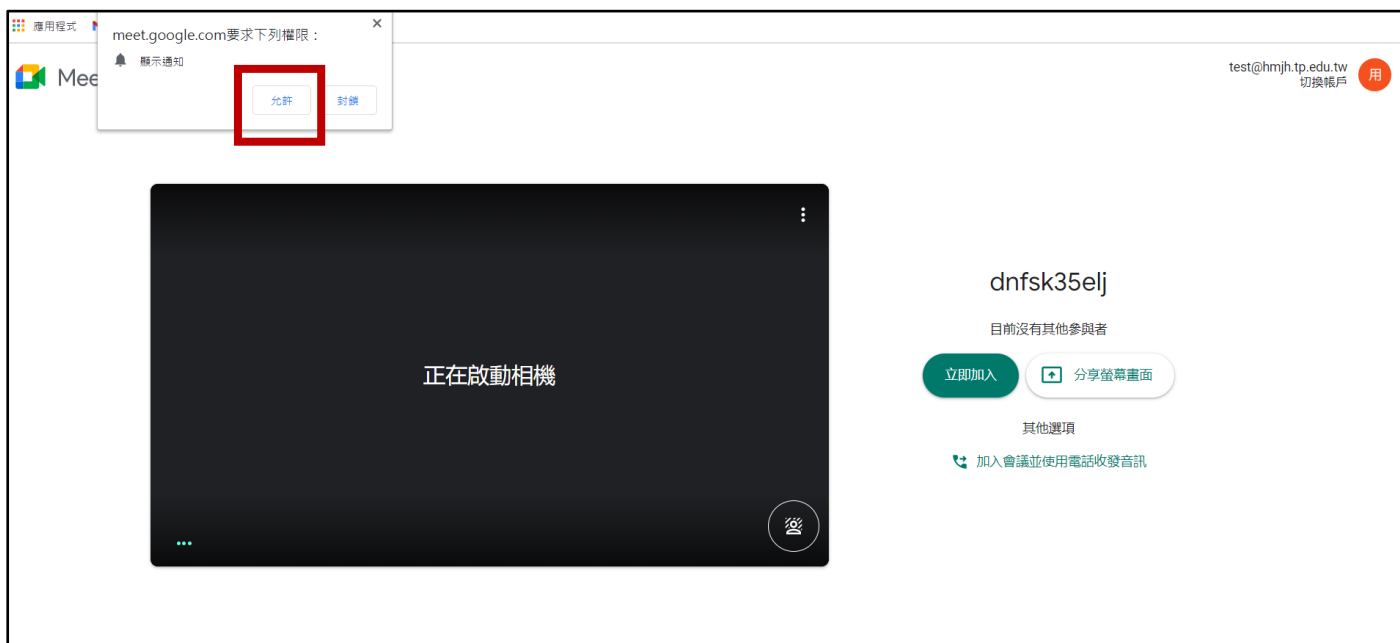 應用程式
meet.google.com要求下列權限：
顯示通知
允許
封鎖
Mee
test@hmjh.tp.edu.tw
切換帳戶
用
正在啟動相機
dnfsk35elj
目前沒有其他參與者
立即加入
分享螢幕畫面
其他選項
加入會議並使用電話收發音訊